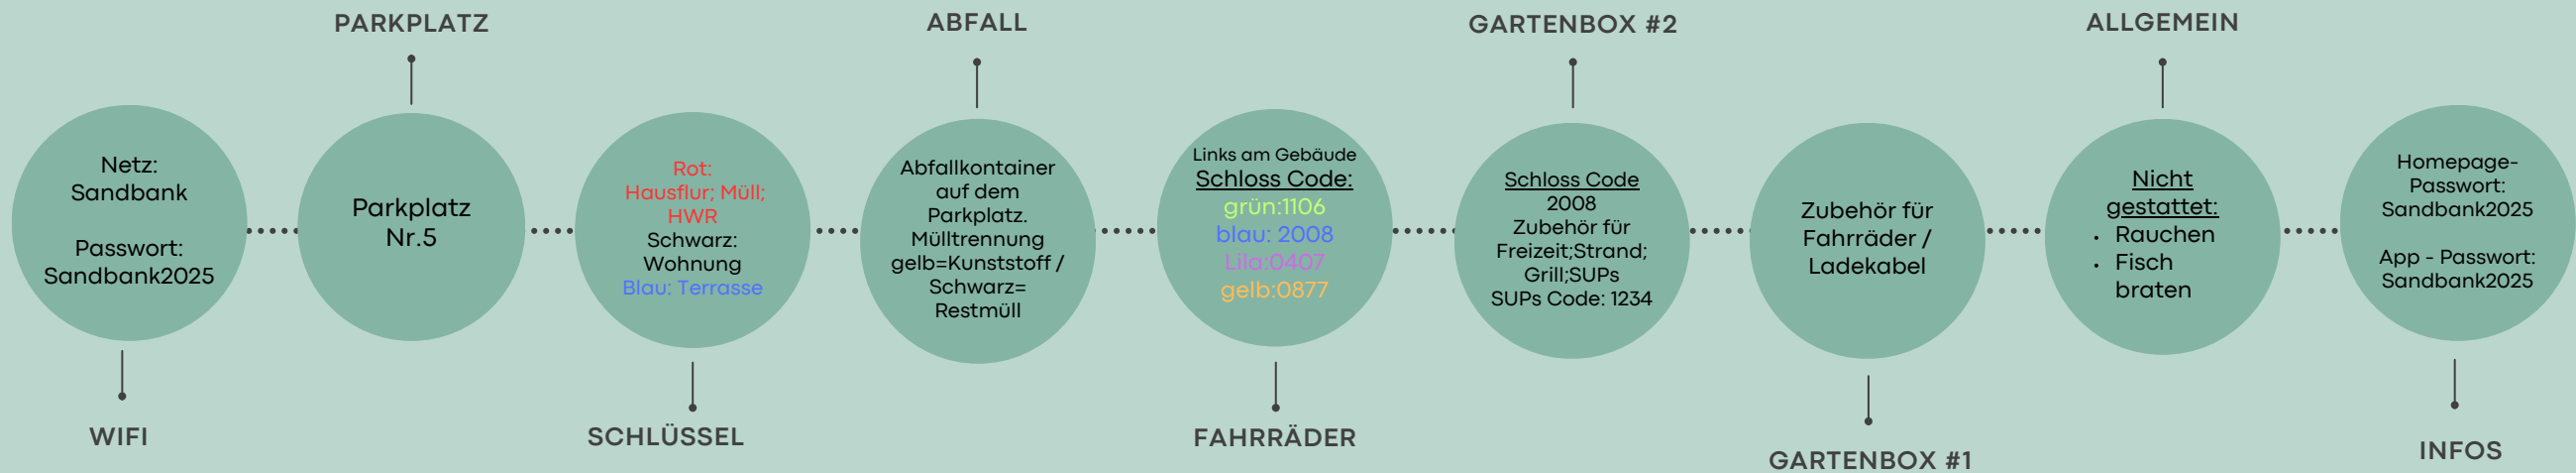 WIFI
Netz:
Sandbank
Passwort:
Sandbank2025
PARKPLATZ
Parkplatz
Nr.5
SCHLÜSSEL
Rot:
Hausflur; Müll;
HWR
Schwarz:
Wohnung
Blau: Terrasse
ABFALL
Abfallkontainer
auf dem
Parkplatz.
Mülltrennung
gelb=Kunststoff /
Schwarz=
Restmüll
FAHRRÄDER
Links am Gebäude
Schloss Code:
grün:1106
blau: 2008
Lila:0407
gelb:0877
GARTENBOX #2
Schloss Code
2008
Zubehör für
Freizeit;Strand;
Grill;SUPs
SUPs Code: 1234
GARTENBOX #1
Zubehör für
Fahrräder /
Ladekabel
ALLGEMEIN
Nicht
gestattet:
• Rauchen
• Fisch
braten
INFOS
Homepage-
Passwort:
Sandbank2025
App - Passwort:
Sandbank2025